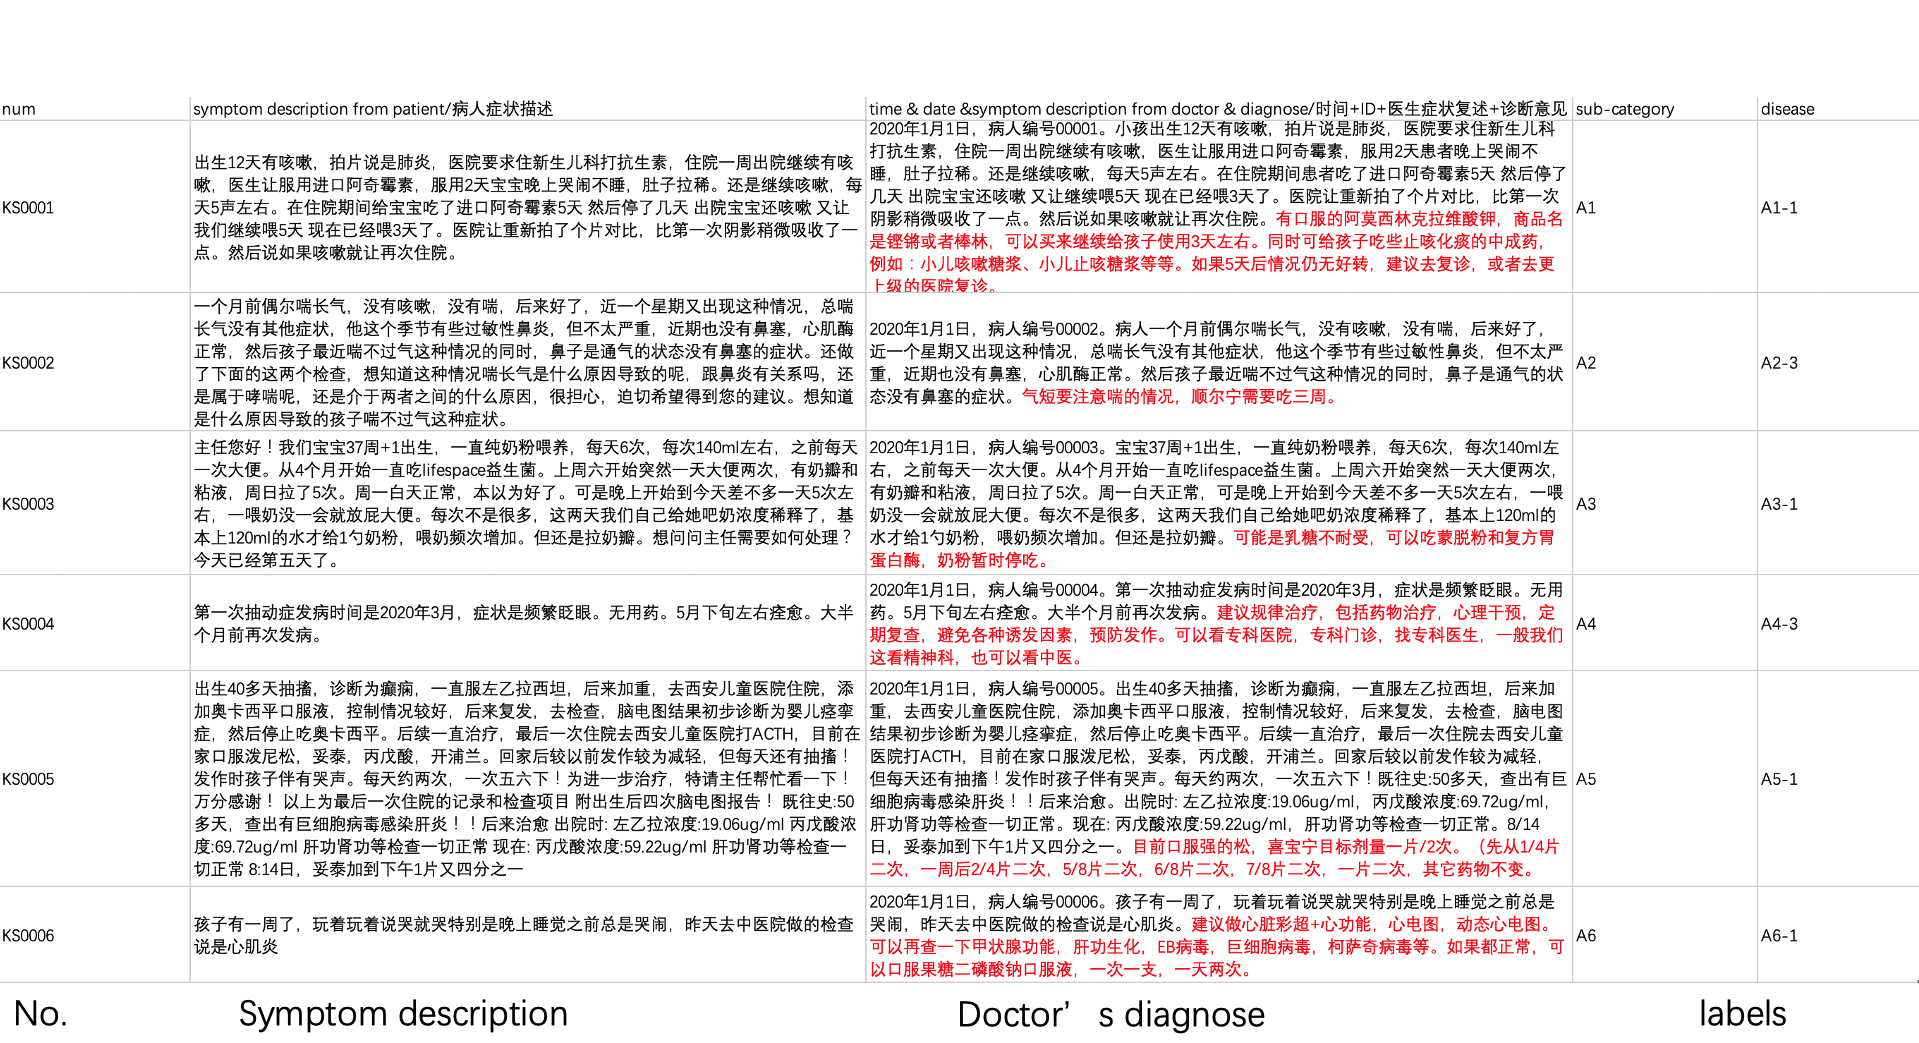 num
symptom description from patient/病人症状描述
time & date &symptom description from doctor & diagnose/时间+ID+医生症状复述+诊断意见
sub-category
disease
KS0001
出生12天有咳嗽，拍片说是肺炎，医院要求住新生儿科打抗生素，住院一周出院继续有咳
嗽，医生让服用进口阿奇霉素，服用2天宝宝晚上哭闹不睡，肚子拉稀。还是继续咳嗽，每
天5声左右。在住院期间给宝宝吃了进口阿奇霉素5天 然后停了几天 出院宝宝还咳嗽 又让
我们继续喂5天 现在已经喂3天了。医院让重新拍了个片对比，比第一次阴影稍微吸收了一
点。然后说如果咳嗽就让再次住院。
2020年1月1日，病人编号00001。小孩出生12天有咳嗽，拍片说是肺炎，医院要求住新生儿科
打抗生素，住院一周出院继续有咳嗽，医生让服用进口阿奇霉素，服用2天患者晚上哭闹不
睡，肚子拉稀。还是继续咳嗽，每天5声左右。在住院期间患者吃了进口阿奇霉素5天 然后停了
几天 出院宝宝还咳嗽 又让继续喂5天 现在已经喂3天了。医院让重新拍了个片对比，比第一次
阴影稍微吸收了一点。然后说如果咳嗽就让再次住院。有口服的阿莫西林克拉维酸钾，商品名
是铿锵或者棒林，可以买来继续给孩子使用3天左右。同时可给孩子吃些止咳化痰的中成药，
例如：小儿咳嗽糖浆、小儿止咳糖浆等等。如果5天后情况仍无好转，建议去复诊，或者去更
上级的医院复诊。
A1
A1-1
KS0002
一个月前偶尔喘长气，没有咳嗽，没有喘，后来好了，近一个星期又出现这种情况，总喘
长气没有其他症状，他这个季节有些过敏性鼻炎，但不太严重，近期也没有鼻塞，心肌酶
正常，然后孩子最近喘不过气这种情况的同时，鼻子是通气的状态没有鼻塞的症状。还做
了下面的这两个检查，想知道这种情况喘长气是什么原因导致的呢，跟鼻炎有关系吗，还
是属于哮喘呢，还是介于两者之间的什么原因，很担心，迫切希望得到您的建议。想知道
是什么原因导致的孩子喘不过气这种症状。
2020年1月1日，病人编号00002。病人一个月前偶尔喘长气，没有咳嗽，没有喘，后来好了，
近一个星期又出现这种情况，总喘长气没有其他症状，他这个季节有些过敏性鼻炎，但不太严
重，近期也没有鼻塞，心肌酶正常。然后孩子最近喘不过气这种情况的同时，鼻子是通气的状
态没有鼻塞的症状。气短要注意喘的情况，顺尔宁需要吃三周。
A2
A2-3
KS0003
主任您好！我们宝宝37周+1出生，一直纯奶粉喂养，每天6次，每次140ml左右，之前每天
一次大便。从4个月开始一直吃lifespace益生菌。上周六开始突然一天大便两次，有奶瓣和
粘液，周日拉了5次。周一白天正常，本以为好了。可是晚上开始到今天差不多一天5次左
右，一喂奶没一会就放屁大便。每次不是很多，这两天我们自己给她吧奶浓度稀释了，基
本上120ml的水才给1勺奶粉，喂奶频次增加。但还是拉奶瓣。想问问主任需要如何处理？
今天已经第五天了。
2020年1月1日，病人编号00003。宝宝37周+1出生，一直纯奶粉喂养，每天6次，每次140ml左
右，之前每天一次大便。从4个月开始一直吃lifespace益生菌。上周六开始突然一天大便两次，
有奶瓣和粘液，周日拉了5次。周一白天正常，可是晚上开始到今天差不多一天5次左右，一喂
奶没一会就放屁大便。每次不是很多，这两天我们自己给她吧奶浓度稀释了，基本上120ml的
水才给1勺奶粉，喂奶频次增加。但还是拉奶瓣。可能是乳糖不耐受，可以吃蒙脱粉和复方胃
蛋白酶，奶粉暂时停吃。
A3
A3-1
KS0004
第一次抽动症发病时间是2020年3月，症状是频繁眨眼。无用药。5月下旬左右痊愈。大半
个月前再次发病。
2020年1月1日，病人编号00004。第一次抽动症发病时间是2020年3月，症状是频繁眨眼。无用
药。5月下旬左右痊愈。大半个月前再次发病。建议规律治疗，包括药物治疗，心理干预，定
期复查，避免各种诱发因素，预防发作。可以看专科医院，专科门诊，找专科医生，一般我们
这看精神科，也可以看中医。
A4
A4-3
KS0005
出生40多天抽搐，诊断为癫痫，一直服左乙拉西坦，后来加重，去西安儿童医院住院，添
加奥卡西平口服液，控制情况较好，后来复发，去检查，脑电图结果初步诊断为婴儿痉挛
症，然后停止吃奥卡西平。后续一直治疗，最后一次住院去西安儿童医院打ACTH，目前在
家口服泼尼松，妥泰，丙戊酸，开浦兰。回家后较以前发作较为减轻，但每天还有抽搐！
发作时孩子伴有哭声。每天约两次，一次五六下！为进一步治疗，特请主任帮忙看一下！
万分感谢！ 以上为最后一次住院的记录和检查项目 附出生后四次脑电图报告！ 既往史:50
多天，查出有巨细胞病毒感染肝炎！！后来治愈 出院时: 左乙拉浓度:19.06ug/ml 丙戊酸浓
度:69.72ug/ml 肝功肾功等检查一切正常 现在: 丙戊酸浓度:59.22ug/ml 肝功肾功等检查一
切正常 8:14日，妥泰加到下午1片又四分之一
2020年1月1日，病人编号00005。出生40多天抽搐，诊断为癫痫，一直服左乙拉西坦，后来加
重，去西安儿童医院住院，添加奥卡西平口服液，控制情况较好，后来复发，去检查，脑电图
结果初步诊断为婴儿痉挛症，然后停止吃奥卡西平。后续一直治疗，最后一次住院去西安儿童
医院打ACTH，目前在家口服泼尼松，妥泰，丙戊酸，开浦兰。回家后较以前发作较为减轻，
但每天还有抽搐！发作时孩子伴有哭声。每天约两次，一次五六下！既往史:50多天，查出有巨
细胞病毒感染肝炎！！后来治愈。出院时: 左乙拉浓度:19.06ug/ml，丙戊酸浓度:69.72ug/ml，
肝功肾功等检查一切正常。现在: 丙戊酸浓度:59.22ug/ml，肝功肾功等检查一切正常。8/14
日，妥泰加到下午1片又四分之一。目前口服强的松，喜宝宁目标剂量一片/2次。（先从1/4片
二次，一周后2/4片二次，5/8片二次，6/8片二次，7/8片二次，一片二次，其它药物不变。
A5
A5-1
KS0006
孩子有一周了，玩着玩着说哭就哭特别是晚上睡觉之前总是哭闹，昨天去中医院做的检查
说是心肌炎
2020年1月1日，病人编号00006。孩子有一周了，玩着玩着说哭就哭特别是晚上睡觉之前总是
哭闹，昨天去中医院做的检查说是心肌炎。建议做心脏彩超+心功能，心电图，动态心电图。
可以再查一下甲状腺功能，肝功生化，EB病毒，巨细胞病毒，柯萨奇病毒等。如果都正常，可
以口服果糖二磷酸钠口服液，一次一支，一天两次。
A6
A6-1
No.
Symptom description
Doctor’s diagnose
labels